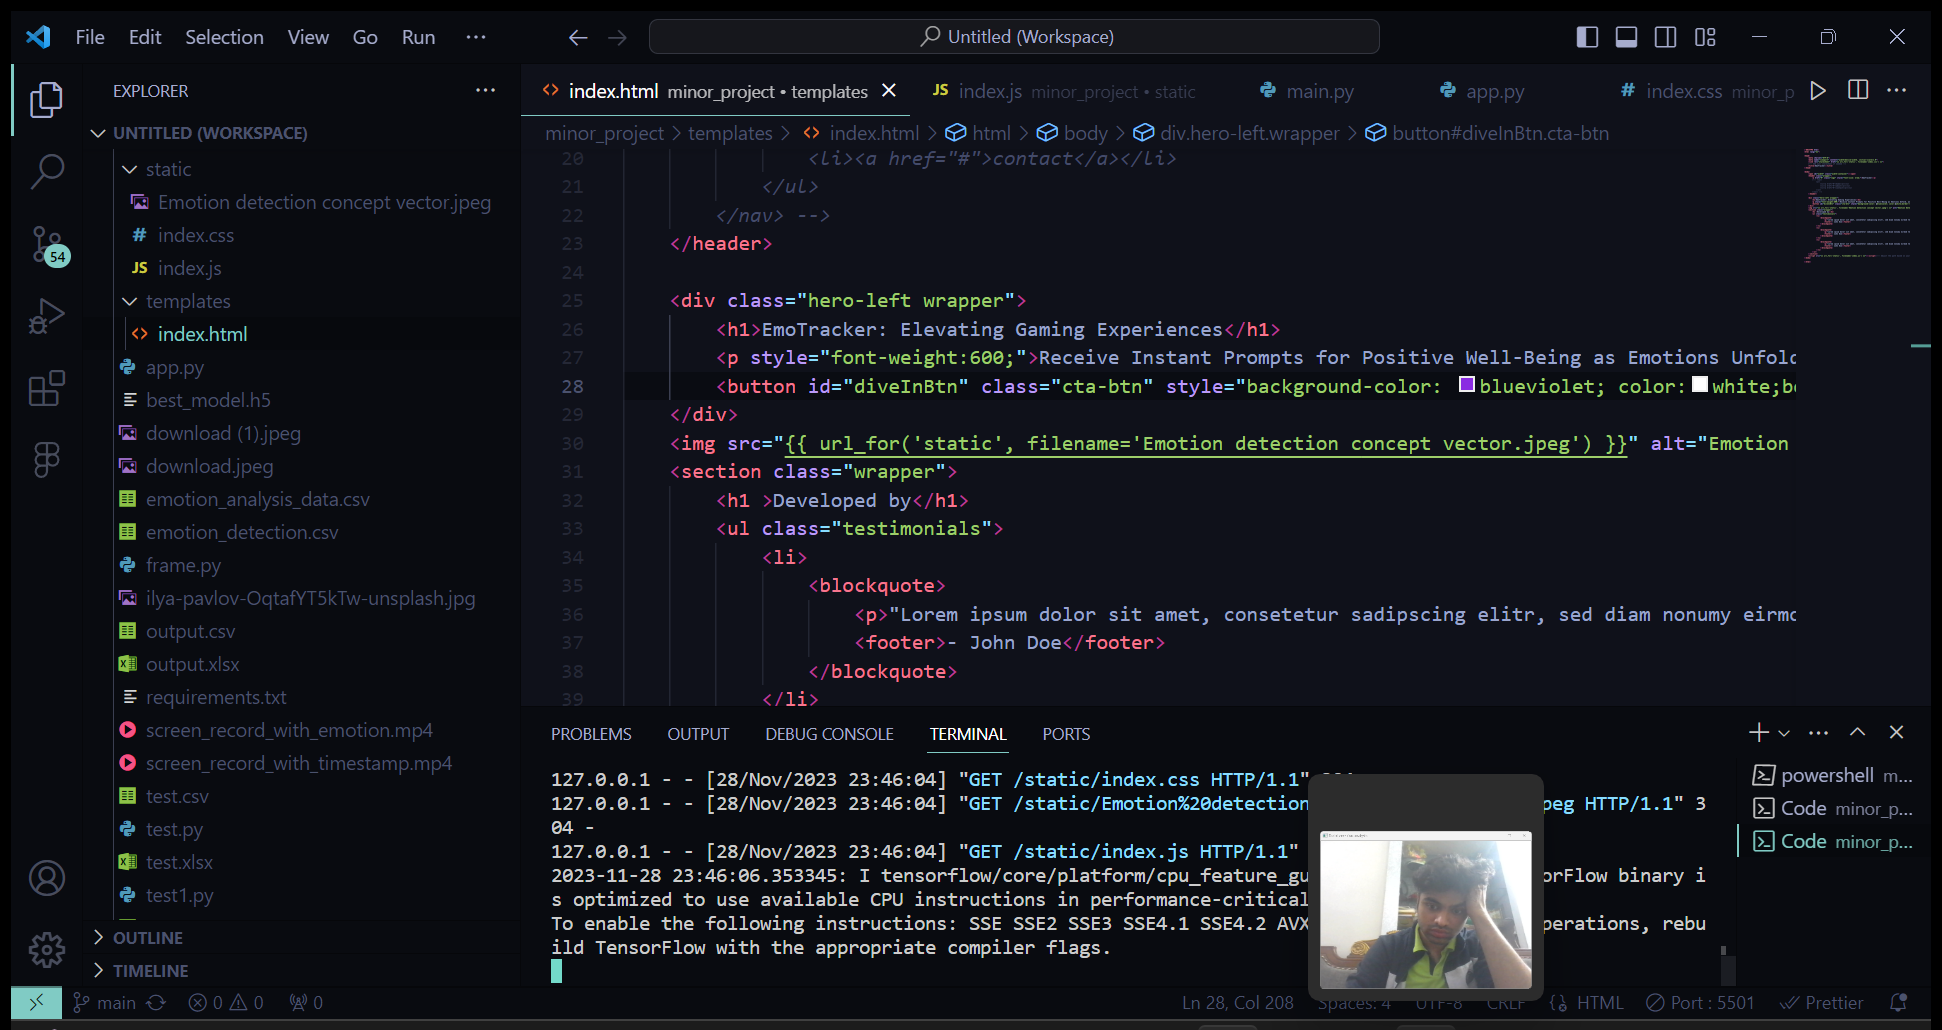 File Edit Selection View Go Run ···
Untitled (Workspace)
EXPLORER ···
UNTITLED (WORKSPACE)
static
Emotion detection concept vector.jpeg
# index.css
JS index.js
templates
<> index.html
app.py
best_model.h5
download (1).jpeg
download.jpeg
emotion_analysis_data.csv
emotion_detection.csv
frame.py
ilya-pavlov-OqtafYT5kTw-unsplash.jpg
output.csv
output.xlsx
requirements.txt
screen_record_with_emotion.mp4
screen_record_with_timestamp.mp4
test.csv
test.py
test.xlsx
test1.py
OUTLINE
TIMELINE
54
<> index.html minor_project • templates
JS index.js minor_project • static
main.py
app.py
# index.css minor_p
minor_project > templates > <> index.html > html > body > div.hero-left.wrapper > button#diveInBtn.cta-btn
20 <li><a href="#">contact</a></li>
21 </ul>
22 </nav> -->
23 </header>
24
25 <div class="hero-left wrapper">
26 <h1>EmoTracker: Elevating Gaming Experiences</h1>
27 <p style="font-weight:600;">Receive Instant Prompts for Positive Well-Being as Emotions Unfol
28 <button id="diveInBtn" class="cta-btn" style="background-color: blueviolet; color: white;b
29 </div>
30 <img src="{{ url_for('static', filename='Emotion detection concept vector.jpeg') }}" alt="Emotion
31 <section class="wrapper">
32 <h1 >Developed by</h1>
33 <ul class="testimonials">
34 <li>
35 <blockquote>
36 <p>"Lorem ipsum dolor sit amet, consetetur sadipscing elitr, sed diam nonumy eirmo
37 <footer>- John Doe</footer>
38 </blockquote>
39 </li>
PROBLEMS OUTPUT DEBUG CONSOLE TERMINAL PORTS
127.0.0.1 - - [28/Nov/2023 23:46:04] "GET /static/index.css HTTP/1.1"
127.0.0.1 - - [28/Nov/2023 23:46:04] "GET /static/Emotion%20detection peg HTTP/1.1" 3
04 -
127.0.0.1 - - [28/Nov/2023 23:46:04] "GET /static/index.js HTTP/1.1"
2023-11-28 23:46:06.353345: I tensorflow/core/platform/cpu_feature_gu orFlow binary i
s optimized to use available CPU instructions in performance-critical
To enable the following instructions: SSE SSE2 SSE3 SSE4.1 SSE4.2 AVX perations, rebu
ild TensorFlow with the appropriate compiler flags.
powershell m...
Code minor_p...
Code minor_p...
main 0 0 0
Ln 28, Col 208 Spaces: 4 UTF-8 CRLF HTML Port : 5501 Prettier